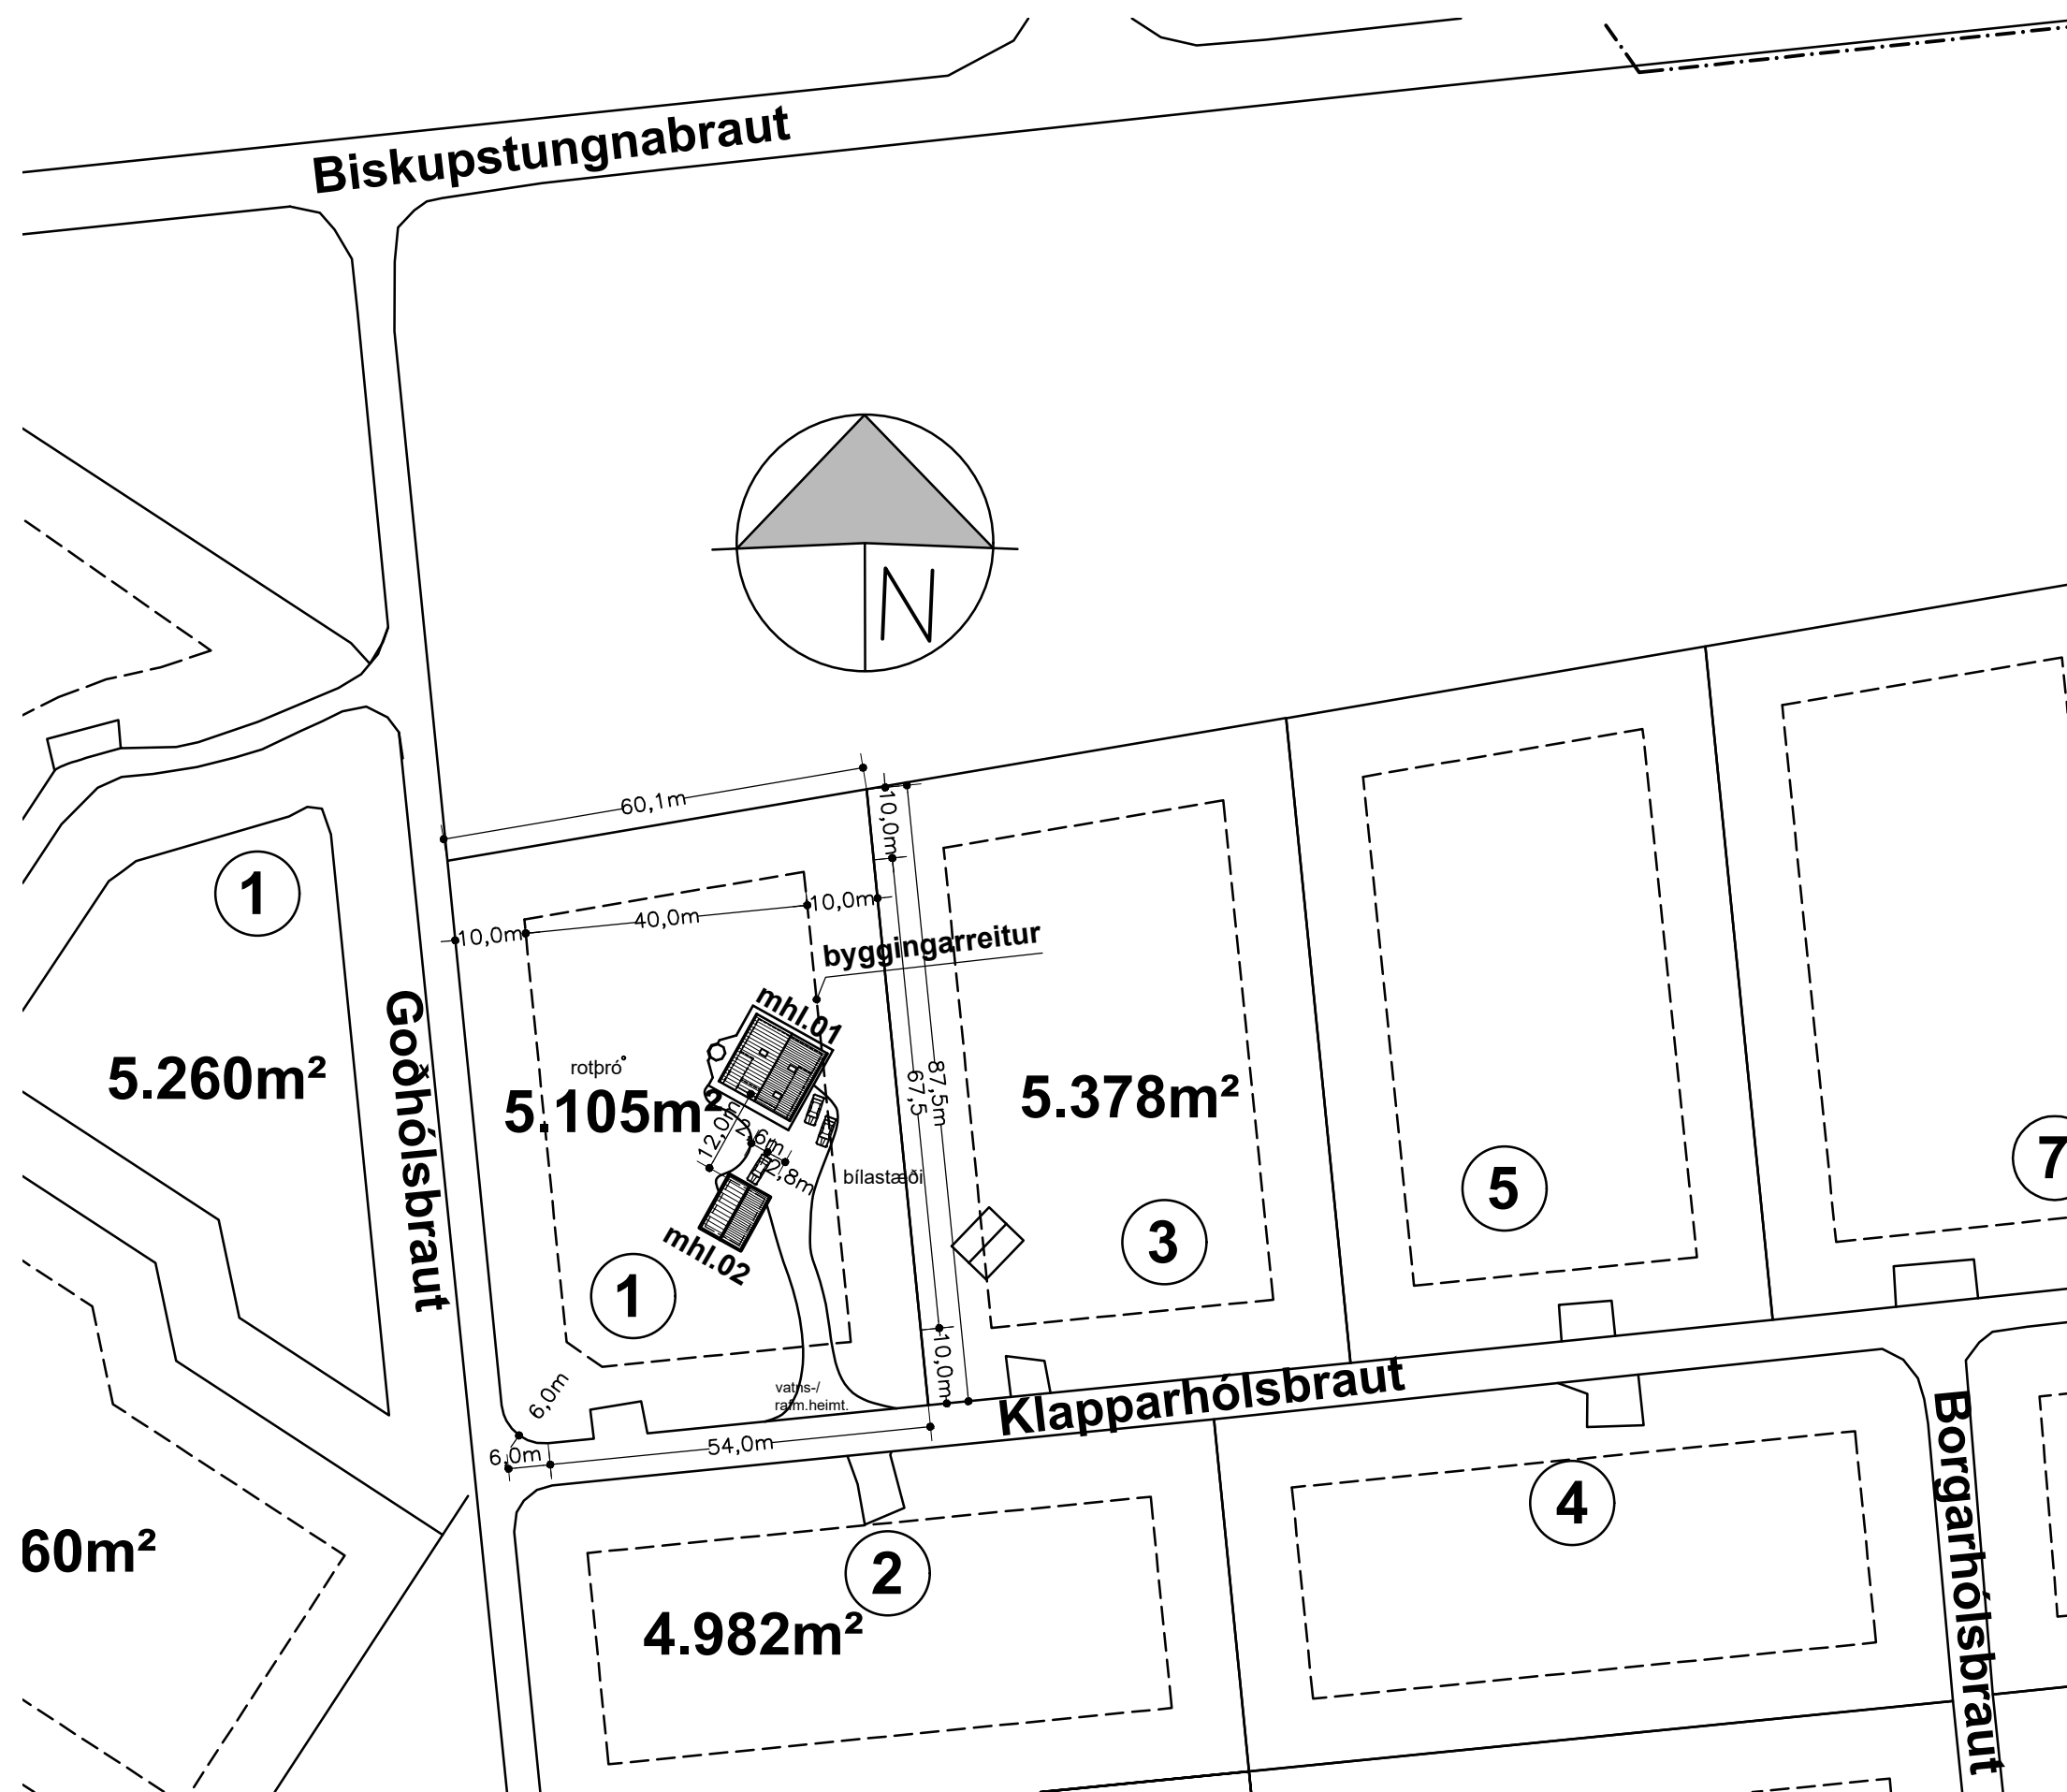 Biskupstungnabraut
N
60,1m
10,0m
1
10,0m
40,0m
10,0m
byggingarreitur
mhl.01
Goðhólsbraut
5.260m²
rotþró
5.105m²
12,0m
2,6m
2,8m
bílastæði
67,5
87,5m
5.378m²
5
7
3
mhl.02
1
10,0m
6,0m
vatns-/
rafm.heimt.
Klapparhólsbraut
6,0m
54,0m
Borgarhólsbraut
4
2
60m²
4.982m²